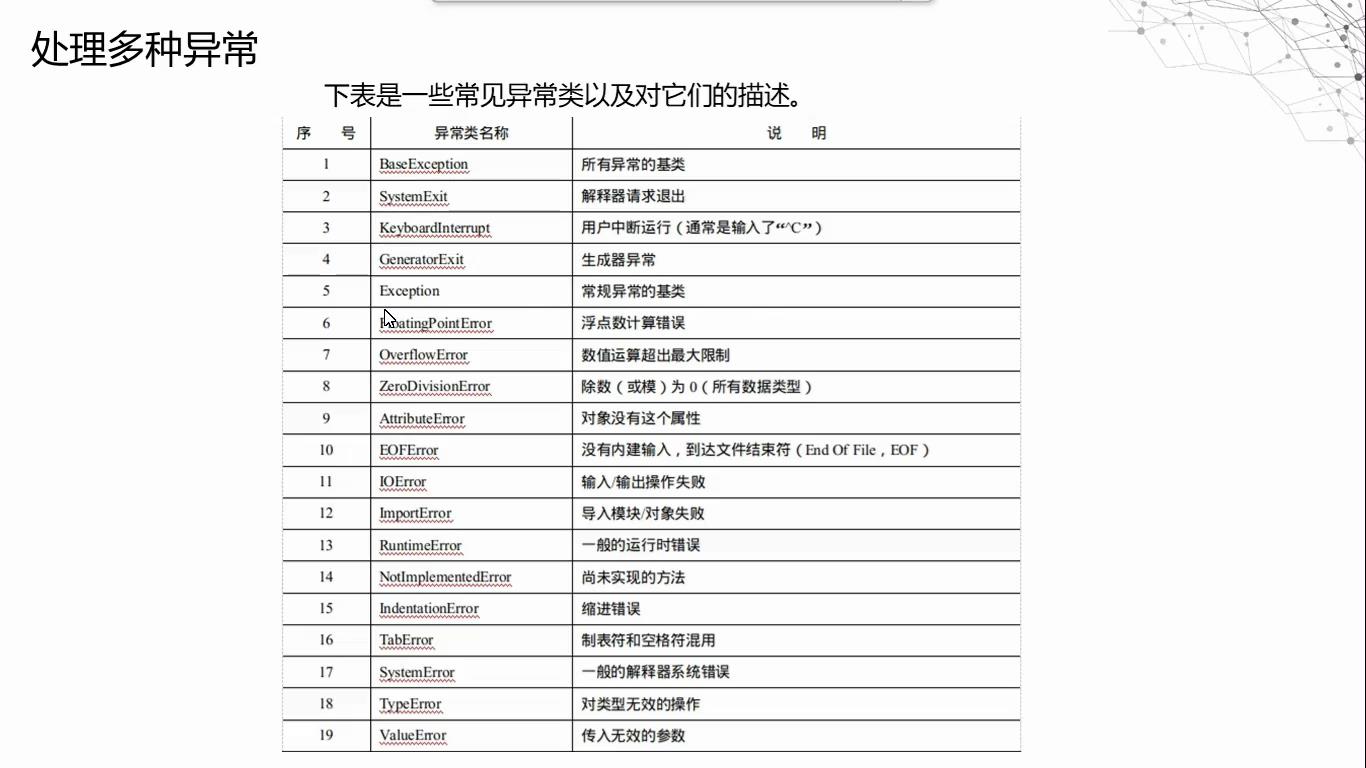 处理多种异常
下表是一些常见异常类以及对它们的描述。
序 号 异常类名称 说 明
1 BaseException 所有异常的基类
2 SystemExit 解释器请求退出
3 KeyboardInterrupt 用户中断运行（通常是输入了“^C”）
4 GeneratorExit 生成器异常
5 Exception 常规异常的基类
6 FloatingPointError 浮点数计算错误
7 OverflowError 数值运算超出最大限制
8 ZeroDivisionError 除数（或模）为 0（所有数据类型）
9 AttributeError 对象没有这个属性
10 EOFError 没有内建输入，到达文件结束符（End Of File，EOF）
11 IOError 输入/输出操作失败
12 ImportError 导入模块/对象失败
13 RuntimeError 一般的运行时错误
14 NotImplementedError 尚未实现的方法
15 IndentationError 缩进错误
16 TabError 制表符和空格符混用
17 SystemError 一般的解释器系统错误
18 TypeError 对类型无效的操作
19 ValueError 传入无效的参数